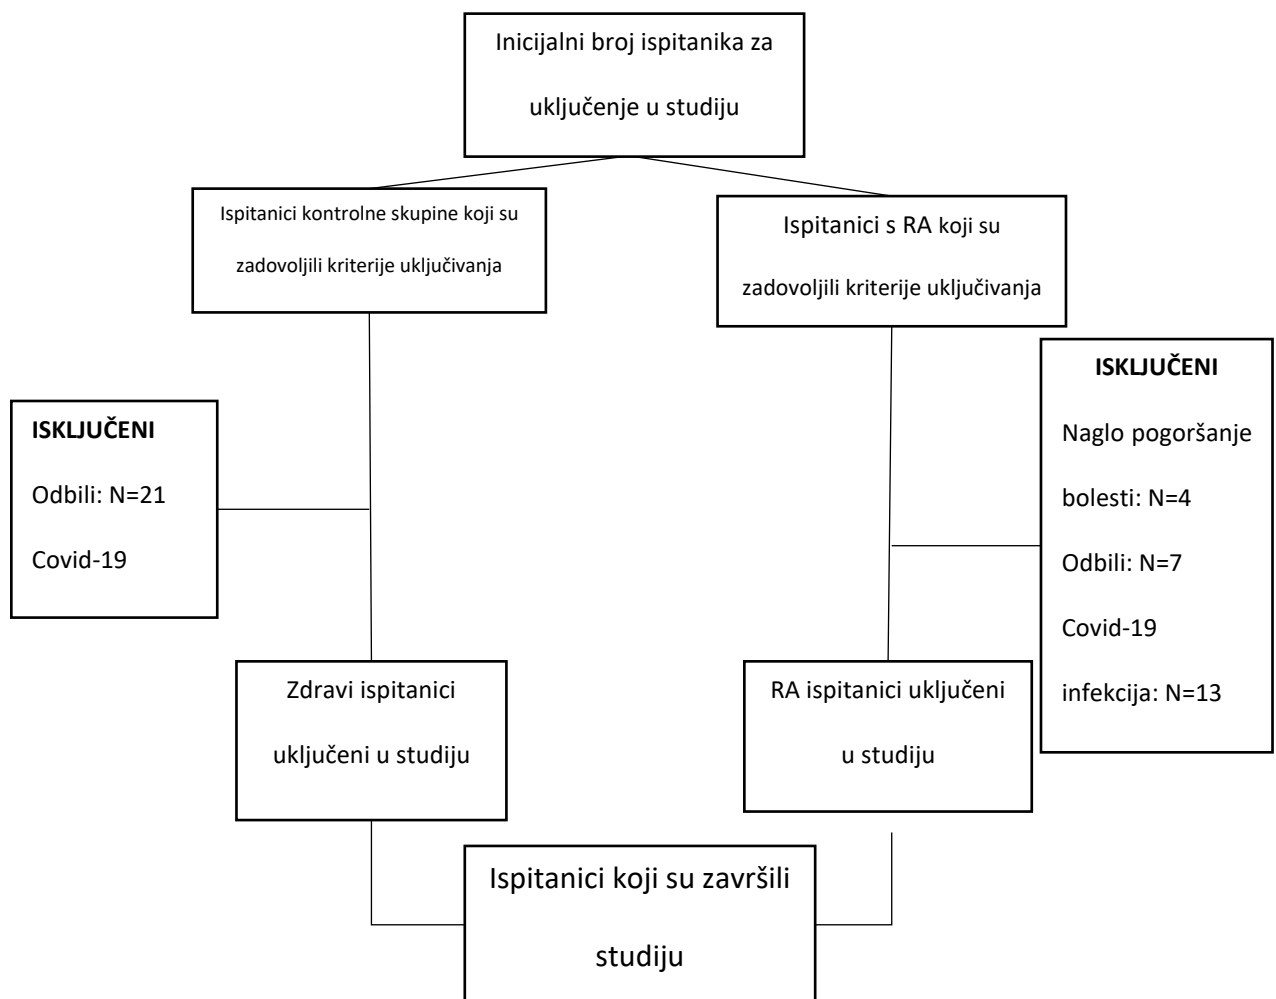 Inicijalni broj ispitanika za
uključenje u studiju
Ispitanici kontrolne skupine koji su
zadovoljili kriterije uključivanja
Ispitanici s RA koji su
zadovoljili kriterije uključivanja
ISKLJUČENI
Odbili: N=21
Covid-19
ISKLJUČENI
Naglo pogoršanje
bolesti: N=4
Odbili: N=7
Covid-19
infekcija: N=13
Zdravi ispitanici
uključeni u studiju
RA ispitanici uključeni
u studiju
Ispitanici koji su završili
studiju